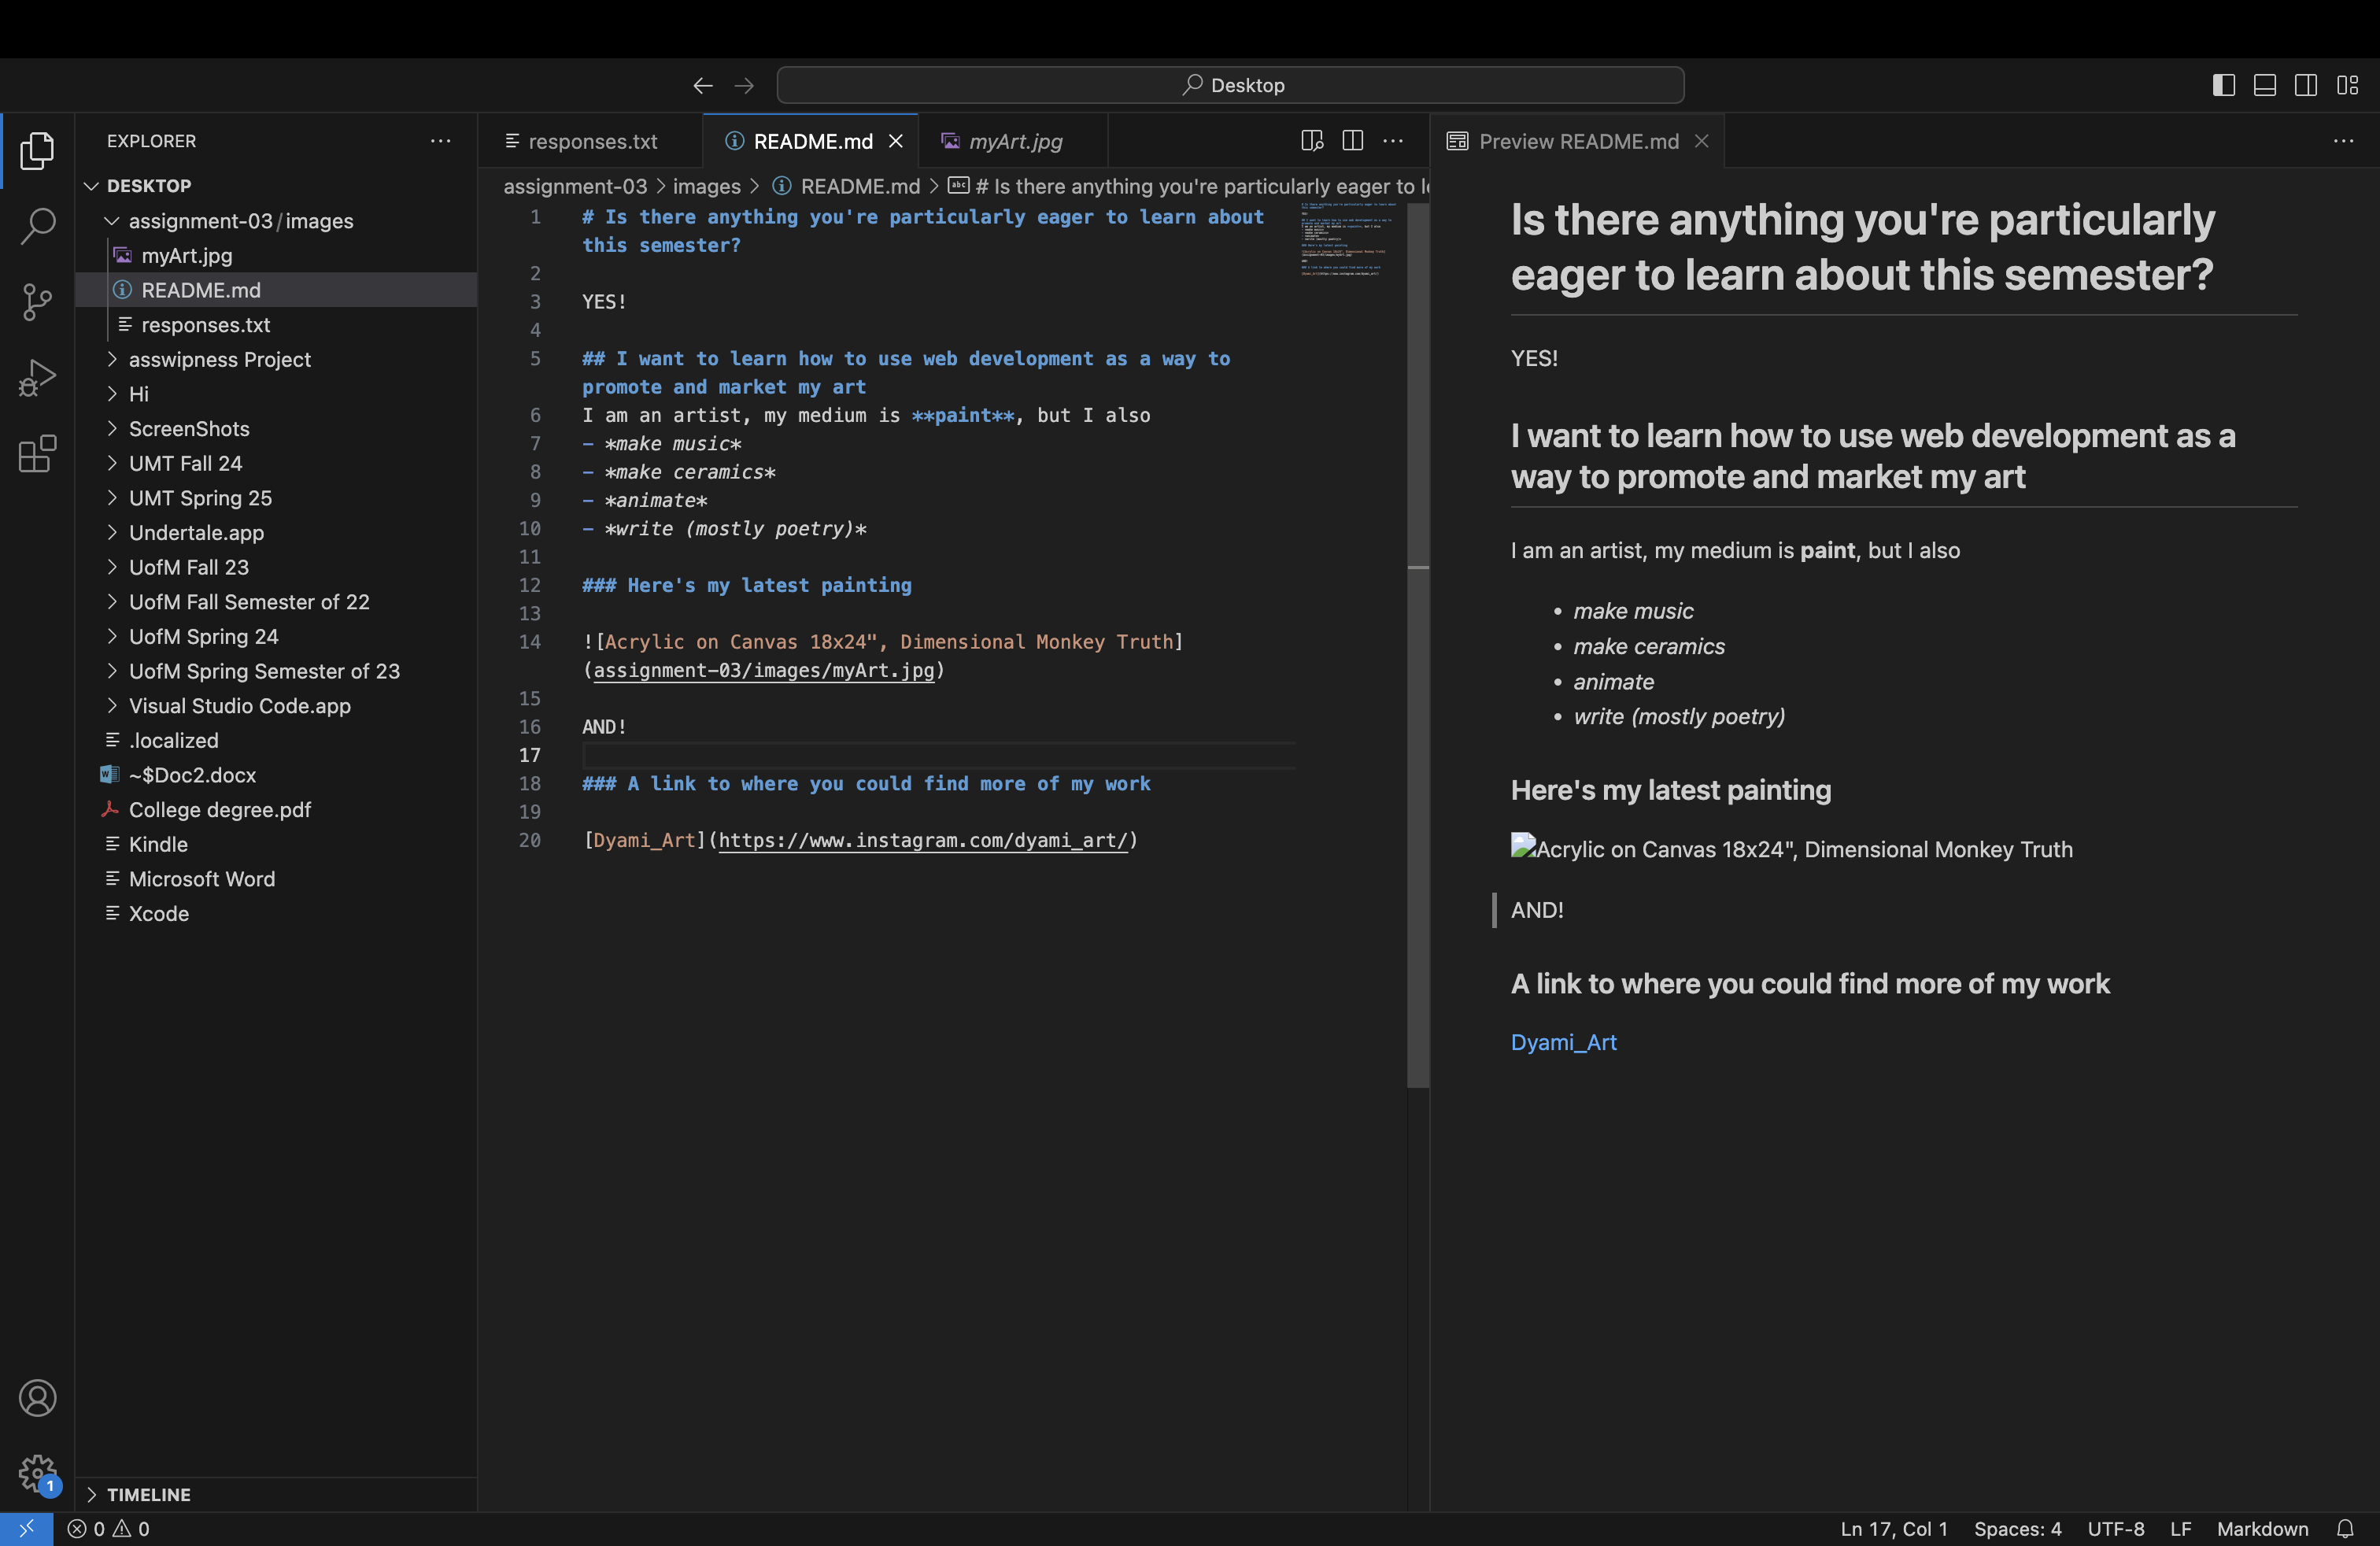 Desktop
EXPLORER
DESKTOP
assignment-03/images
myArt.jpg
README.md
responses.txt
asswipness Project
Hi
ScreenShots
UMT Fall 24
UMT Spring 25
Undertale.app
UofM Fall 23
UofM Fall Semester of 22
UofM Spring 24
UofM Spring Semester of 23
Visual Studio Code.app
.localized
~$Doc2.docx
College degree.pdf
Kindle
Microsoft Word
Xcode
TIMELINE
responses.txt
README.md
myArt.jpg
assignment-03 > images > README.md > # Is there anything you're particularly eager to l
1 # Is there anything you're particularly eager to learn about
this semester?
2
3 YES!
4
5 ## I want to learn how to use web development as a way to
promote and market my art
6 I am an artist, my medium is **paint**, but I also
7 - *make music*
8 - *make ceramics*
9 - *animate*
10 - *write (mostly poetry)*
11
12 ### Here's my latest painting
13
14 ![Acrylic on Canvas 18x24", Dimensional Monkey Truth]
(assignment-03/images/myArt.jpg)
15
16 AND!
17
18 ### A link to where you could find more of my work
19
20 [Dyami_Art](https://www.instagram.com/dyami_art/)
Preview README.md
Is there anything you're particularly
eager to learn about this semester?
YES!
I want to learn how to use web development as a
way to promote and market my art
I am an artist, my medium is paint, but I also
• make music
• make ceramics
• animate
• write (mostly poetry)
Here's my latest painting
Acrylic on Canvas 18x24", Dimensional Monkey Truth
AND!
A link to where you could find more of my work
Dyami_Art
1
0 0
Ln 17, Col 1
Spaces: 4
UTF-8
LF
Markdown